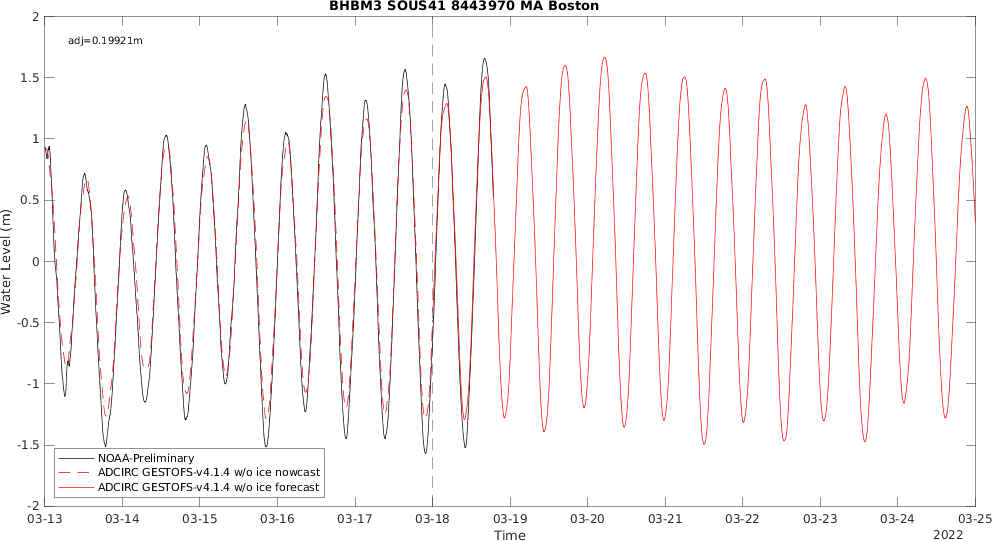 BHBM3 SOUS41 8443970 MA Boston
adj=0.19921m
Water Level (m)
2
1.5
1
0.5
0
-0.5
-1
-1.5
-2
NOAA-Preliminary
ADCIRC GESTOFS-v4.1.4 w/o ice nowcast
ADCIRC GESTOFS-v4.1.4 w/o ice forecast
03-13 03-14 03-15 03-16 03-17 03-18 03-19 03-20 03-21 03-22 03-23 03-24 03-25
Time
2022